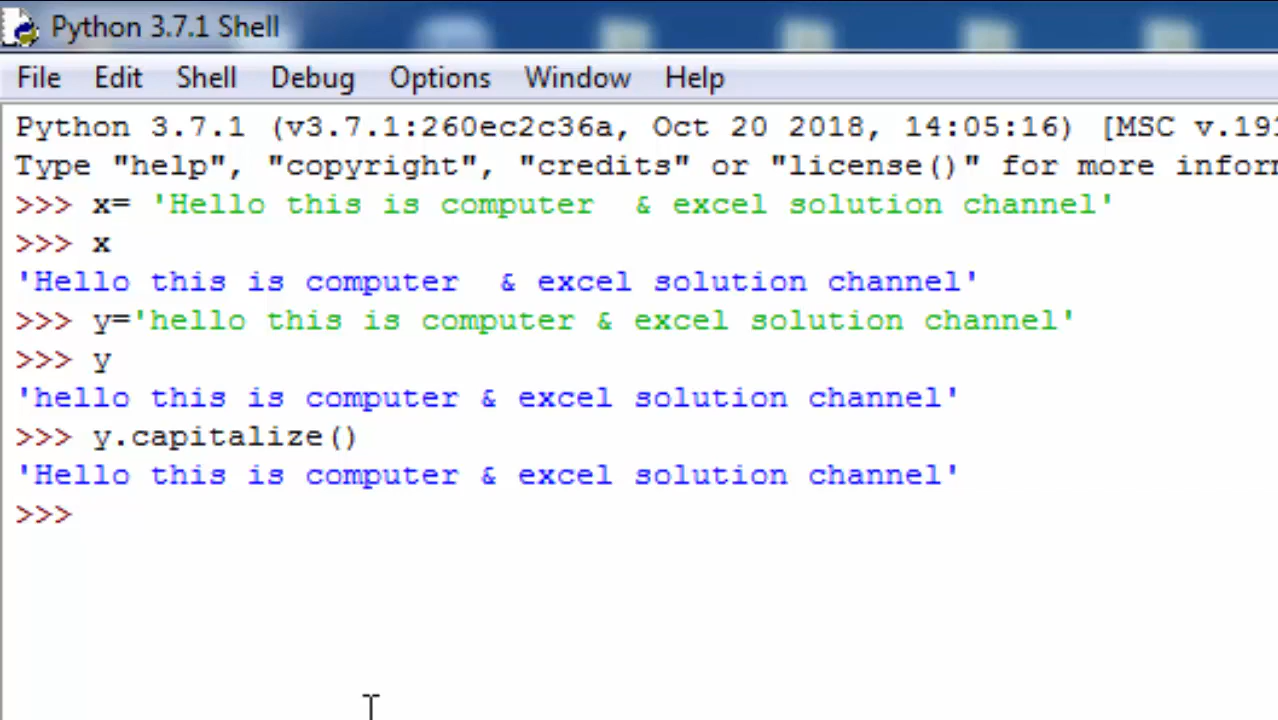 Python 3.7.1 Shell
File Edit Shell Debug Options Window Help
Python 3.7.1 (v3.7.1:260ec2c36a, Oct 20 2018, 14:05:16) [MSC v.19
Type "help", "copyright", "credits" or "license()" for more infor
>>> x= 'Hello this is computer  & excel solution channel'
>>> x
'Hello this is computer  & excel solution channel'
>>> y='hello this is computer & excel solution channel'
>>> y
'hello this is computer & excel solution channel'
>>> y.capitalize()
'Hello this is computer & excel solution channel'
>>>